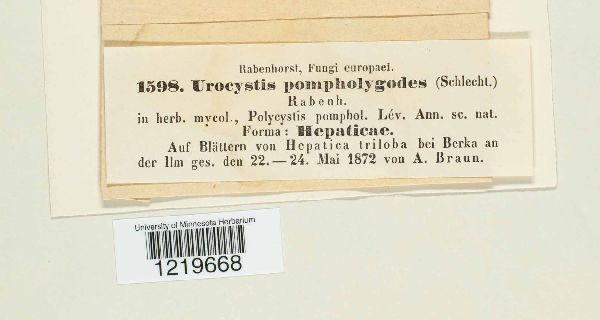 Rabenhorst, Fungi europaei.
1598. Urocystis pompholygodes (Schlecht.)
Rabenh.
in herb. mycol., Polycystis pomphol. Lév. Ann. sc. nat.
Forma: Hepaticae.
Auf Blättern von Hepatica triloba bei Berka an
der Ilm ges. den 22.—24. Mai 1872 von A. Braun.
University of Minnesota Herbarium
1219668